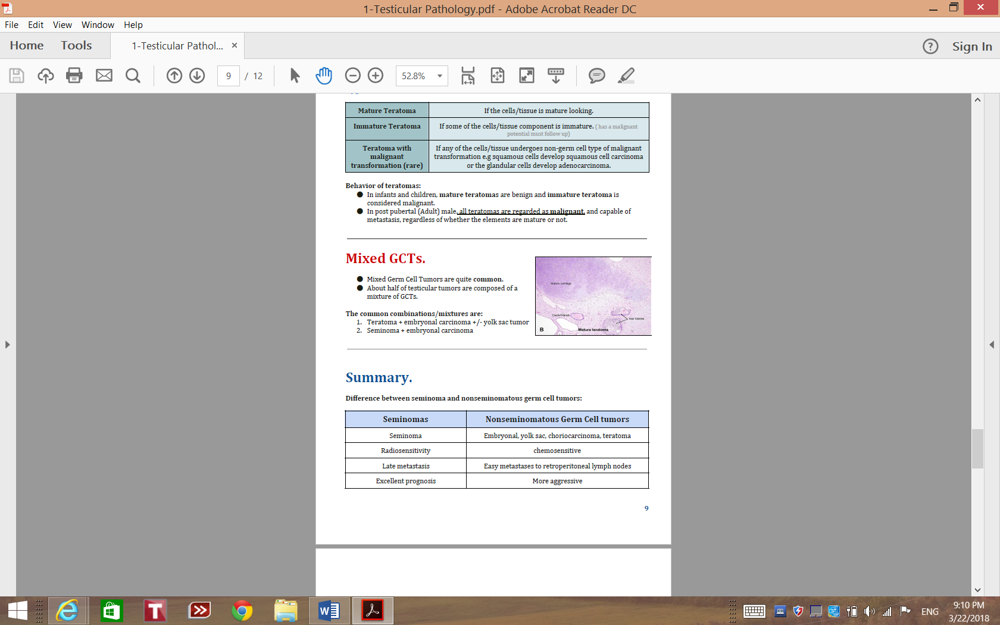 1-Testicular Pathology.pdf - Adobe Acrobat Reader DC
File Edit View Window Help
Home Tools 1-Testicular Pathol... Sign In
9 / 12 52.8%
Mature Teratoma If the cells/tissue is mature looking.
Immature Teratoma If some of the cells/tissue component is immature. ( has a malignant
potential must follow up)
Teratoma with
malignant
transformation (rare)
If any of the cells/tissue undergoes non-germ cell type of malignant
transformation e.g squamous cells develop squamous cell carcinoma
or the glandular cells develop adenocarcinoma.
Behavior of teratomas:
● In infants and children, mature teratomas are benign and immature teratoma is
considered malignant.
● In post pubertal (Adult) male, all teratomas are regarded as malignant, and capable of
metastasis, regardless of whether the elements are mature or not.
Mixed GCTs.
● Mixed Germ Cell Tumors are quite common.
● About half of testicular tumors are composed of a
mixture of GCTs.
The common combinations/mixtures are:
1. Teratoma + embryonal carcinoma +/- yolk sac tumor
2. Seminoma + embryonal carcinoma
Mature cartilage
Ducts/Glands
Hair follicles
B Mature teratoma
Summary.
Difference between seminoma and nonseminomatous germ cell tumors:
Seminomas Nonseminomatous Germ Cell tumors
Seminoma Embryonal, yolk sac, choriocarcinoma, teratoma
Radiosensitivity chemosensitive
Late metastasis Easy metastases to retroperitoneal lymph nodes
Excellent prognosis More aggressive
9
ENG
9:10 PM
3/22/2018